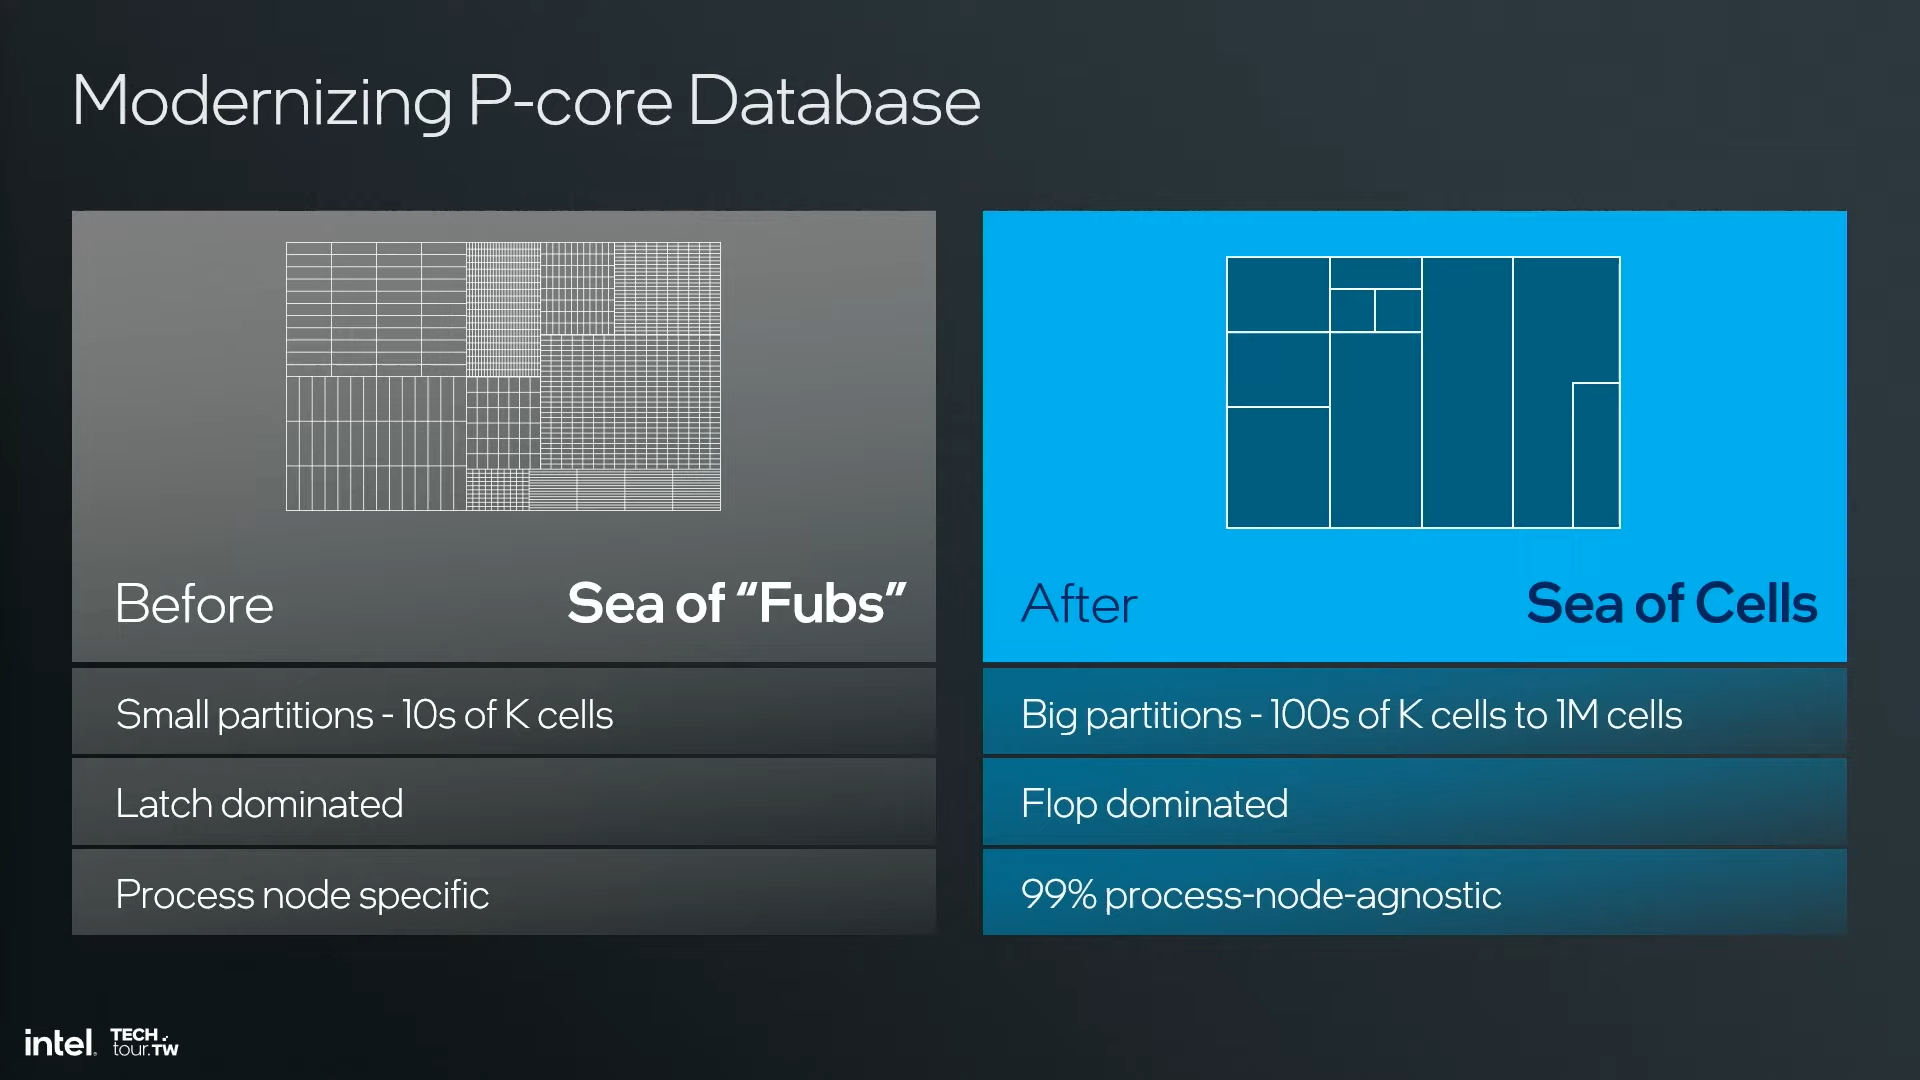 Modernizing P-core Database
Before
Sea of “Fubs”
Small partitions - 10s of K cells
Latch dominated
Process node specific
After
Sea of Cells
Big partitions - 100s of K cells to 1M cells
Flop dominated
99% process-node-agnostic
intel.
TECH
tour.TW